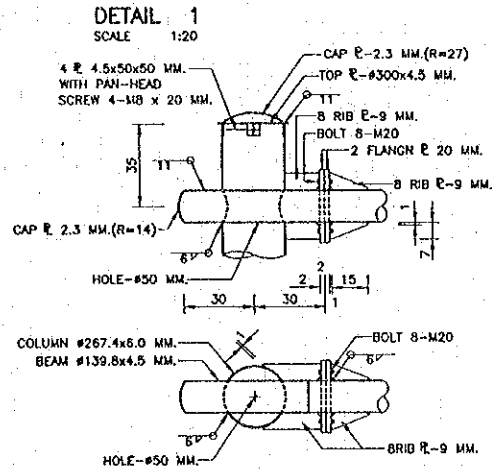 DETAIL 1
SCALE 1:20
4 ⅊ 4.5x50x50 MM.
WITH PAN-HEAD
SCREW 4-M8 x 20 MM.
CAP ⅊-2.3 MM.(R=27)
TOP ⅊-ø300x4.5 MM.
11
8 RIB ⅊-9 MM.
BOLT 8-M20
2 FLANGN ⅊ 20 MM.
8 RIB ⅊-9 MM.
35
11
CAP ⅊ 2.3 MM.(R=14)
6
HOLE-ø50 MM.
1
7
2
2
15
1
30
30
COLUMN ø267.4x6.0 MM.
BEAM ø139.8x4.5 MM.
1
BOLT 8-M20
6
6
HOLE-ø50 MM.
8RIB ⅊-9 MM.